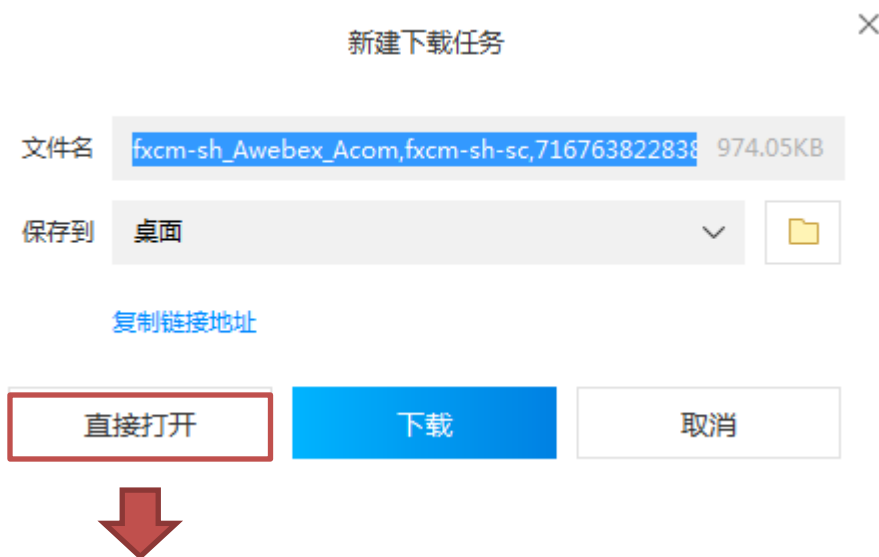 新建下载任务
文件名 fxcm-sh_Awebex_Acom,fxcm-sh-sc,716763822838 974.05KB
保存到 桌面
复制链接地址
直接打开 下载 取消